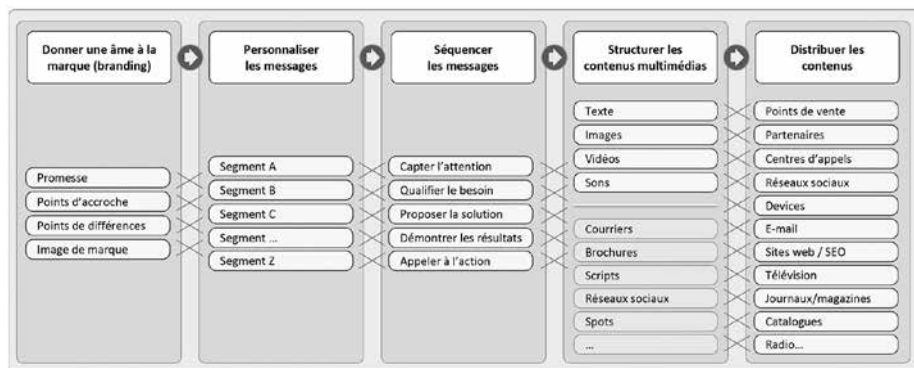 Donner une âme à la
marque (branding)
Personnaliser
les messages
Séquencer
les messages
Structurer les
contenus multimédias
Distribuer les
contenus
Promesse
Points d'accroche
Points de différences
Image de marque
Segment A
Segment B
Segment C
Segment ...
Segment Z
Capter l'attention
Qualifier le besoin
Proposer la solution
Démontrer les résultats
Appeler à l'action
Texte
Images
Vidéos
Sons
Courriers
Brochures
Scripts
Réseaux sociaux
Spots
...
Points de vente
Partenaires
Centres d'appels
Réseaux sociaux
Devices
E-mail
Sites web / SEO
Télévision
Journaux/magazines
Catalogues
Radio...